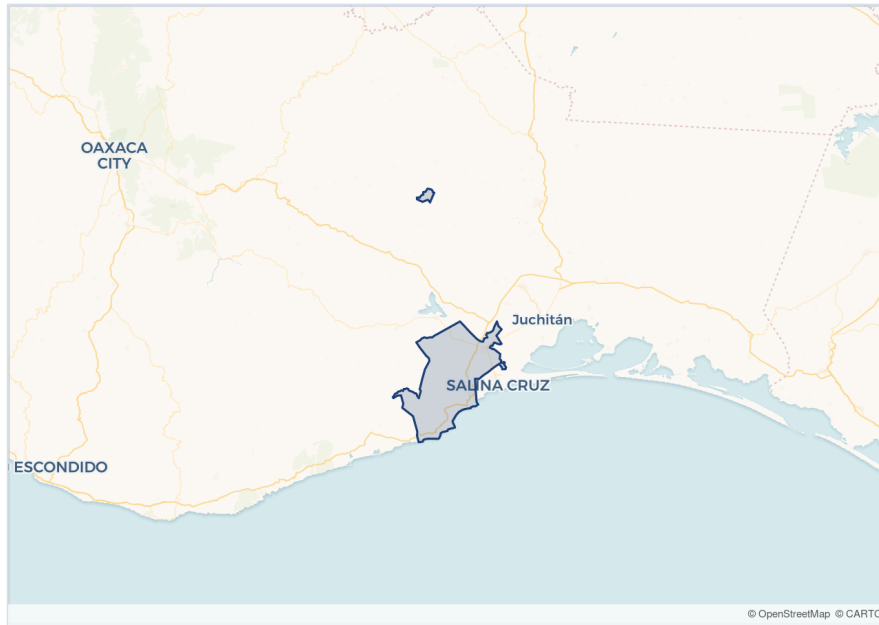 OAXACA
CITY
Juchitán
SALINA CRUZ
ESCONDIDO
© OpenStreetMap © CARTO